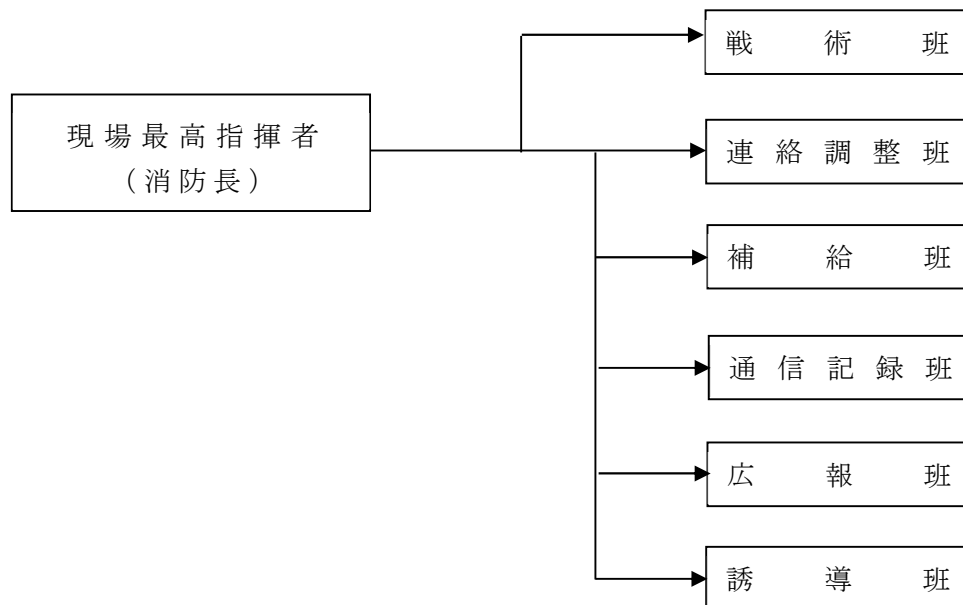 戦術班
現場最高指揮者
（消防長）
連絡調整班
補給班
通信記録班
広報班
誘導班